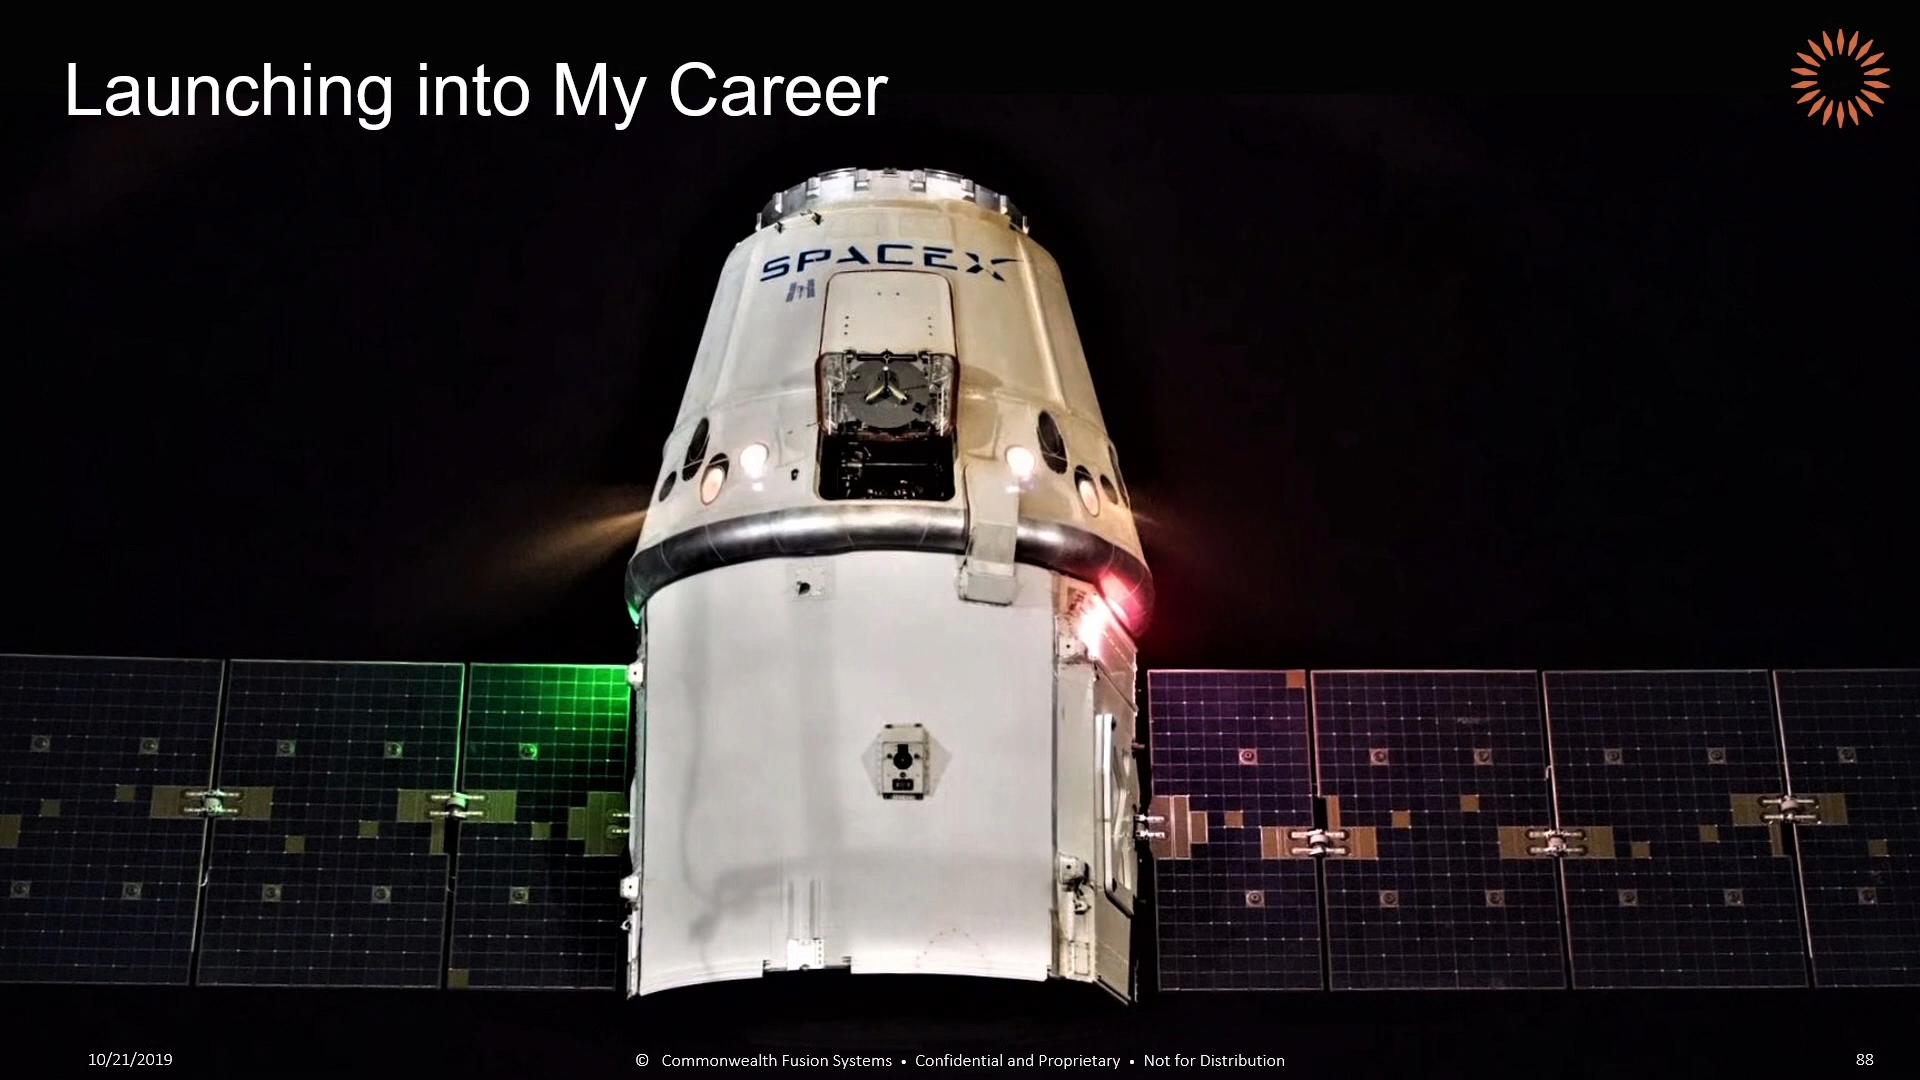 Launching into My Career
SPACEX
10/21/2019
© Commonwealth Fusion Systems • Confidential and Proprietary • Not for Distribution
88